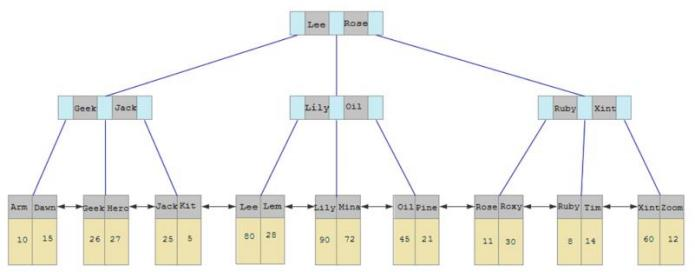 Lee Rose
Geek Jack
Lily Oil
Ruby Xint
Arm Dawn Geek Hero Jack Kit Lee Lem Lily Mina Oil Pine Rose Roxy Ruby Tim Xint Zoom
10 15 26 27 25 5 80 28 90 72 45 21 11 30 8 14 60 12